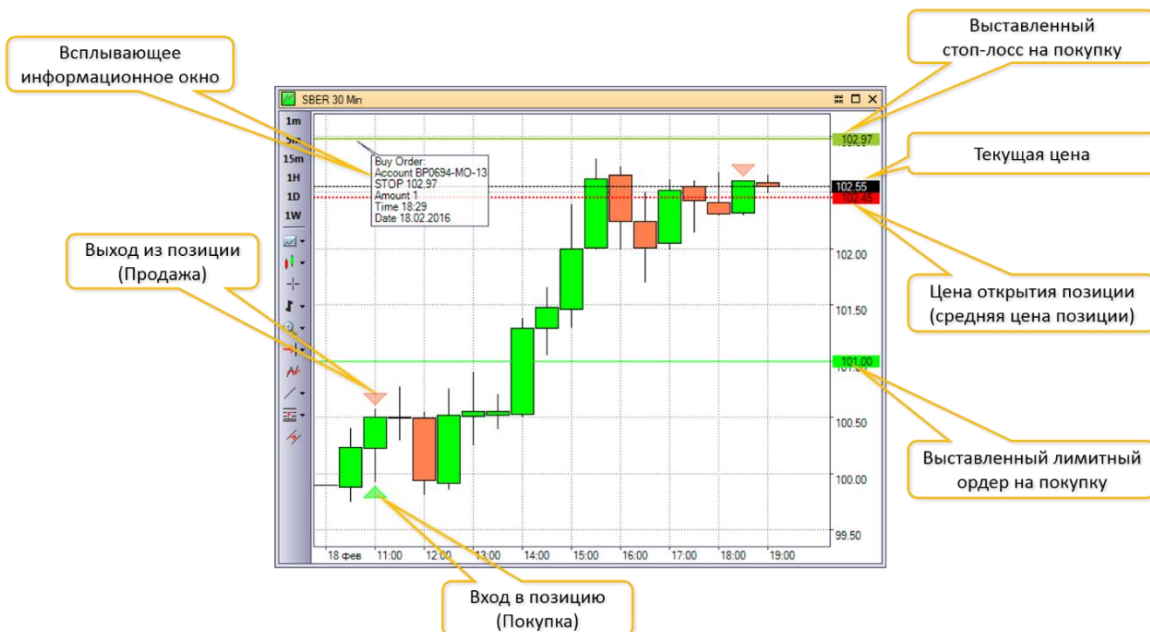 Всплывающее
информационное окно
Выставленный
стоп-лосс на покупку
SBER 30 Min
1m
5m
15m
1H
1D
1W
Buy Order:
Account BP0694-MO-13
STOP 102,97
Amount 1
Time 18:29
Date 18.02.2016
102.97
102.55
102.45
102.00
101.50
101.00
100.50
100.00
99.50
18 фев
11:00
12:00
13:00
14:00
15:00
16:00
17:00
18:00
19:00
Текущая цена
Выход из позиции
(Продажа)
Цена открытия позиции
(средняя цена позиции)
Выставленный лимитный
ордер на покупку
Вход в позицию
(Покупка)